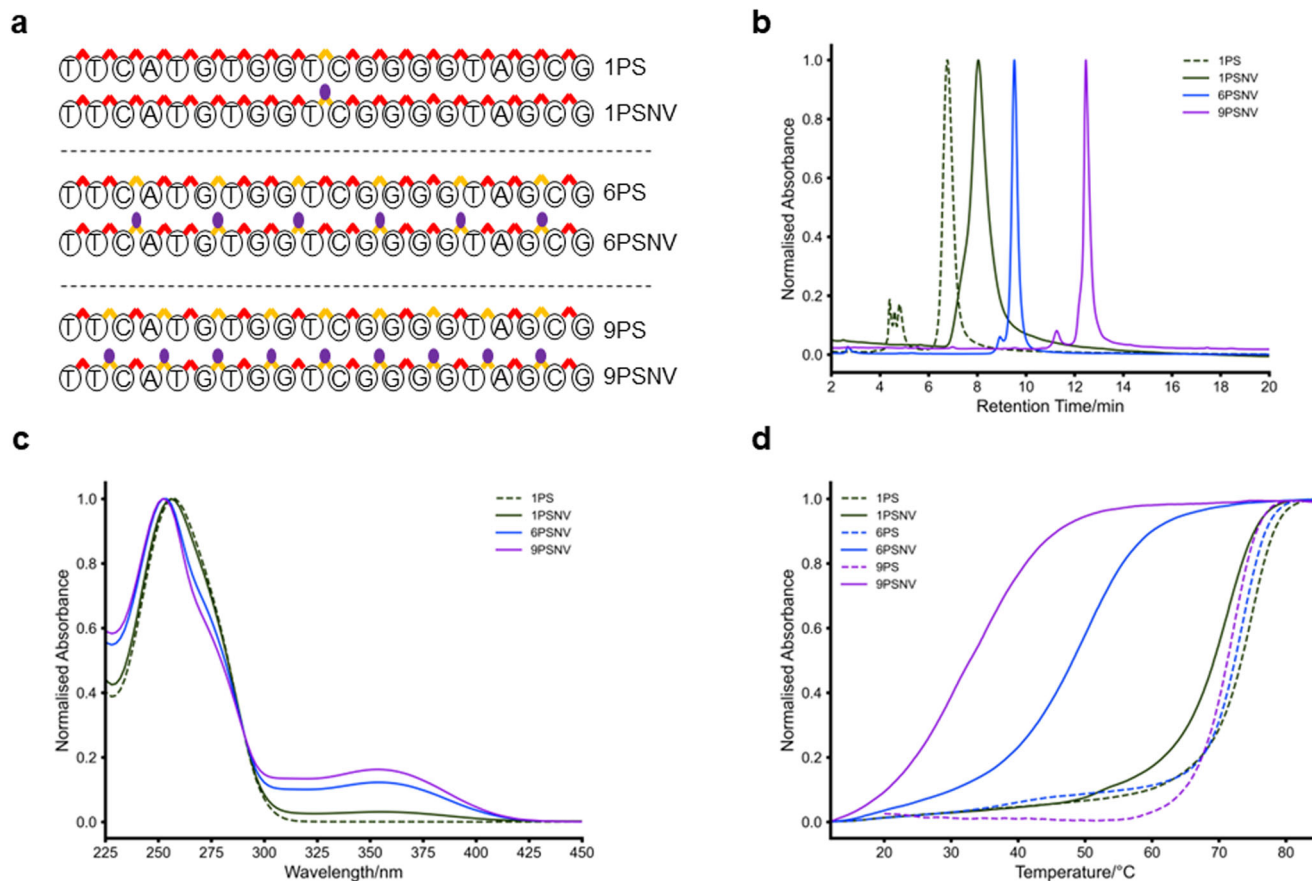 a
TTCATGTGGTCGGGGTAGCG 1PS
TTCATGTGGTCGGGGTAGCG 1PSNV
TTCATGTGGTCGGGGTAGCG 6PS
TTCATGTGGTCGGGGTAGCG 6PSNV
TTCATGTGGTCGGGGTAGCG 9PS
TTCATGTGGTCGGGGTAGCG 9PSNV
b
1PS
1PSNV
6PSNV
9PSNV
Normalised Absorbance
1.0
0.8
0.6
0.4
0.2
0.0
2 4 6 8 10 12 14 16 18 20
Retention Time/min
c
1PS
1PSNV
6PSNV
9PSNV
Normalised Absorbance
1.0
0.8
0.6
0.4
0.2
0.0
225 250 275 300 325 350 375 400 425 450
Wavelength/nm
d
1PS
1PSNV
6PS
6PSNV
9PS
9PSNV
Normalised Absorbance
1.0
0.8
0.6
0.4
0.2
0.0
20 30 40 50 60 70 80
Temperature/°C